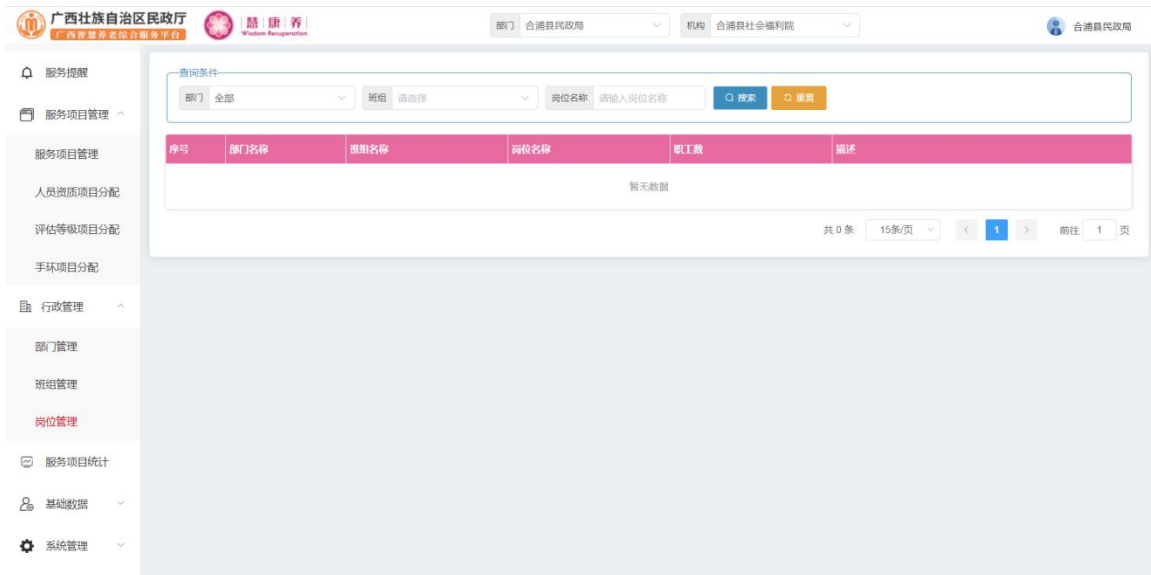 广西壮族自治区民政厅
广西智慧养老综合服务平台
慧康养
Wisdom Recuperation
部门 合浦县民政局
机构 合浦县社会福利院
合浦县民政局
服务提醒
服务项目管理
服务项目管理
人员资质项目分配
评估等级项目分配
手环项目分配
行政管理
部门管理
班组管理
岗位管理
服务项目统计
基础数据
系统管理
查询条件
部门 全部 班组 请选择 岗位名称 请输入岗位名称 搜索 重置
序号 部门名称 班组名称 岗位名称 职工数 描述
暂无数据
共 0 条 15条/页 1 前往 1 页